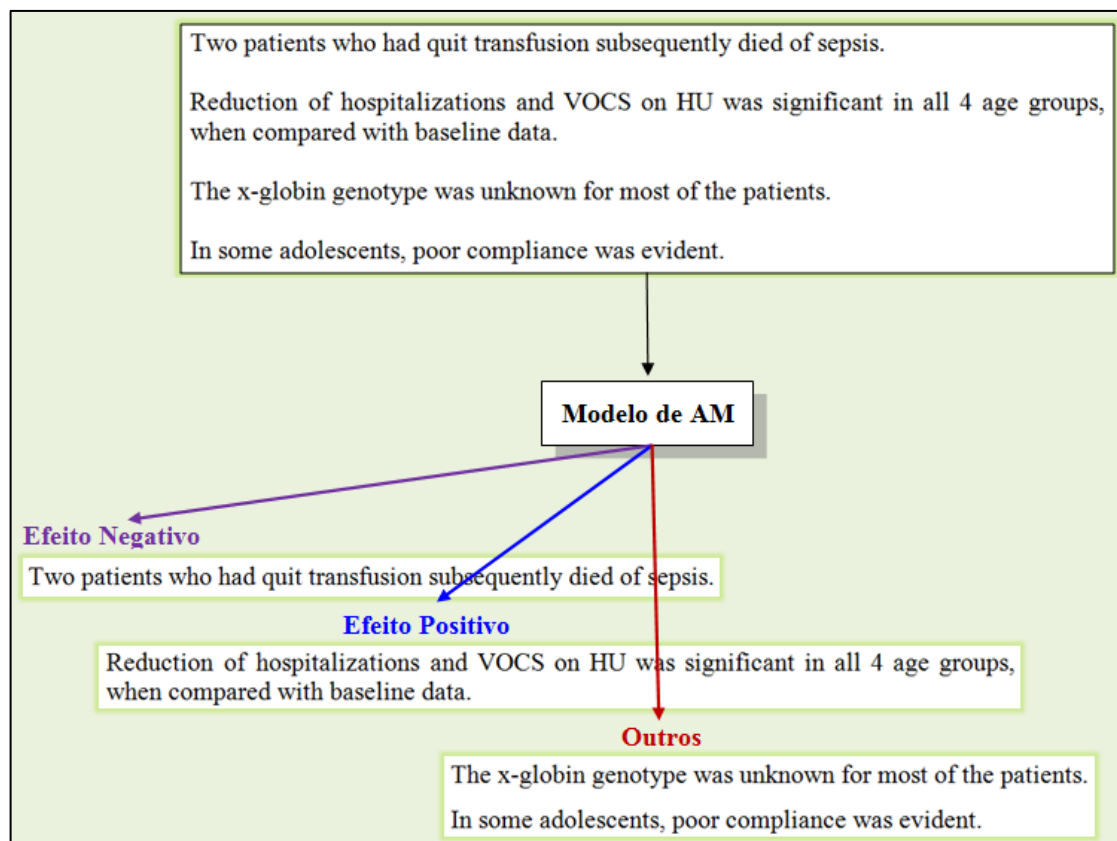 Two patients who had quit transfusion subsequently died of sepsis.
Reduction of hospitalizations and VOCS on HU was significant in all 4 age groups,
when compared with baseline data.
The x-globin genotype was unknown for most of the patients.
In some adolescents, poor compliance was evident.
Modelo de AM
Efeito Negativo
Two patients who had quit transfusion subsequently died of sepsis.
Efeito Positivo
Reduction of hospitalizations and VOCS on HU was significant in all 4 age groups,
when compared with baseline data.
Outros
The x-globin genotype was unknown for most of the patients.
In some adolescents, poor compliance was evident.